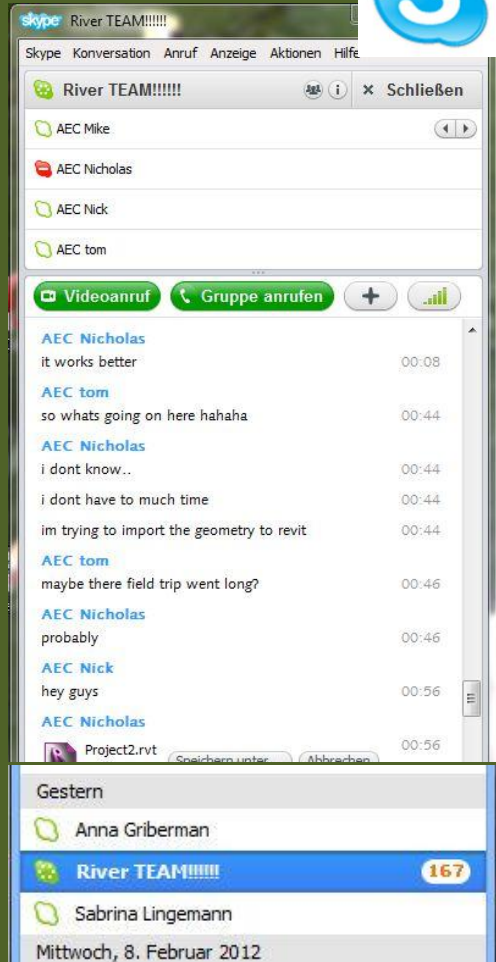 skype River TEAM!!!!!!
Skype Konversation Anruf Anzeige Aktionen Hilfe
River TEAM!!!!!! i × Schließen
AEC Mike
AEC Nicholas
AEC Nick
AEC tom
Videoanruf Gruppe anrufen +
AEC Nicholas
it works better 00:08
AEC tom
so whats going on here hahaha 00:44
AEC Nicholas
i dont know.. 00:44
i dont have to much time 00:44
im trying to import the geometry to revit 00:44
AEC tom
maybe there field trip went long? 00:46
AEC Nicholas
probably 00:46
AEC Nick
hey guys 00:56
AEC Nicholas
Project2.rvt Speichern unter... Abbrechen 00:56
Gestern
Anna Griberman
River TEAM!!!!!! 167
Sabrina Lingemann
Mittwoch, 8. Februar 2012